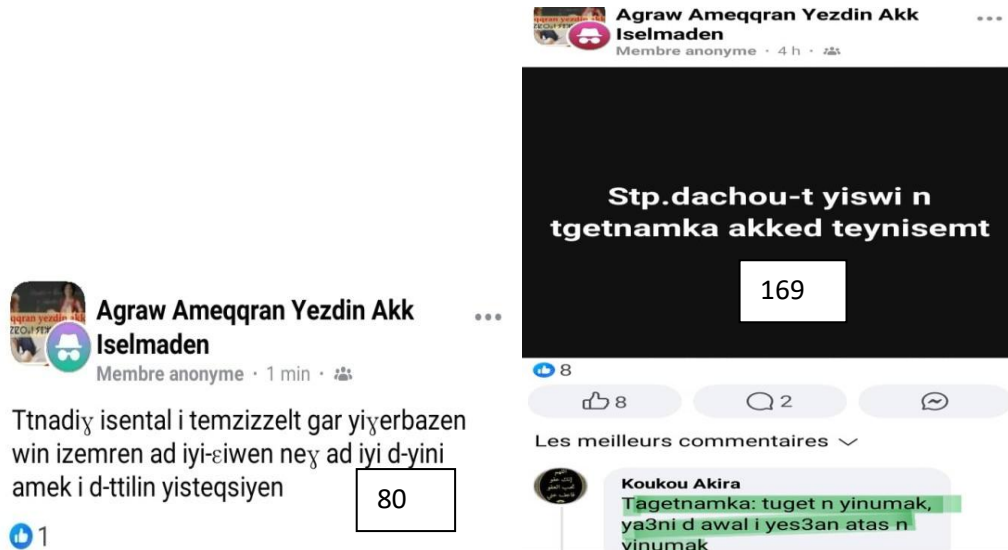 Agraw Ameqqran Yezdin Akk
Iselmaden
Membre anonyme · 1 min ·
Ttnadiɣ isental i temzizzelt gar yiɣerbazen
win izemren ad iyi-ɛiwen neɣ ad iyi d-yini
amek i d-ttilin yisteqsiyen
80
1
Agraw Ameqqran Yezdin Akk
Iselmaden
Membre anonyme · 4 h ·
Stp.dachou-t yiswi n
tgetnamka akked teynisemt
169
8
8 2
Les meilleurs commentaires
Koukou Akira
Tagetnamka: tuget n yinumak,
ya3ni d awal i yes3an atas n
yinumak